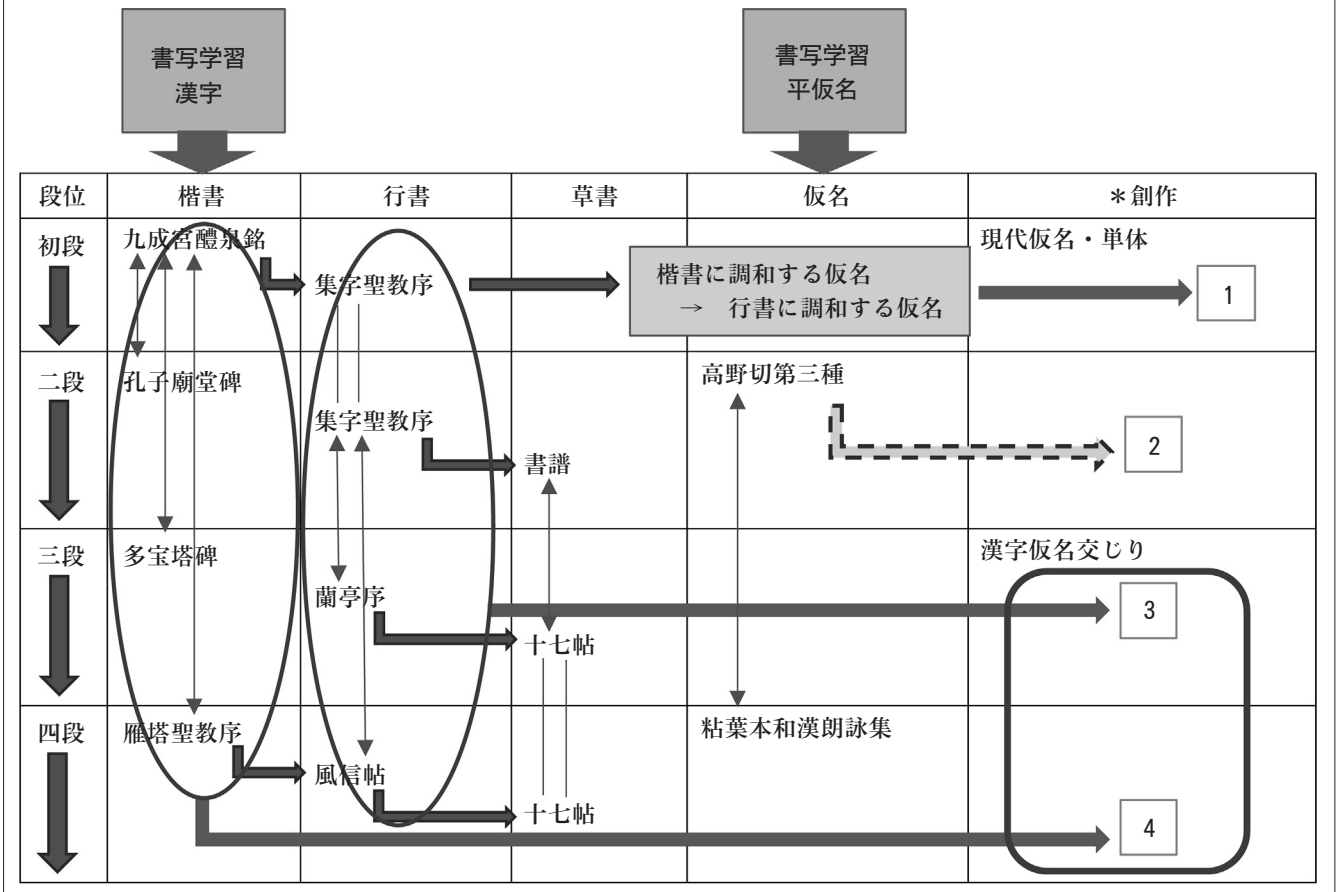 書写学習
漢字
書写学習
平仮名
段位
楷書
行書
草書
仮名
＊創作
初段
九成宮醴泉銘
集字聖教序
楷書に調和する仮名
→　行書に調和する仮名
現代仮名・単体
1
二段
孔子廟堂碑
集字聖教序
書譜
高野切第三種
2
三段
多宝塔碑
蘭亭序
十七帖
漢字仮名交じり
3
四段
雁塔聖教序
風信帖
十七帖
粘葉本和漢朗詠集
4